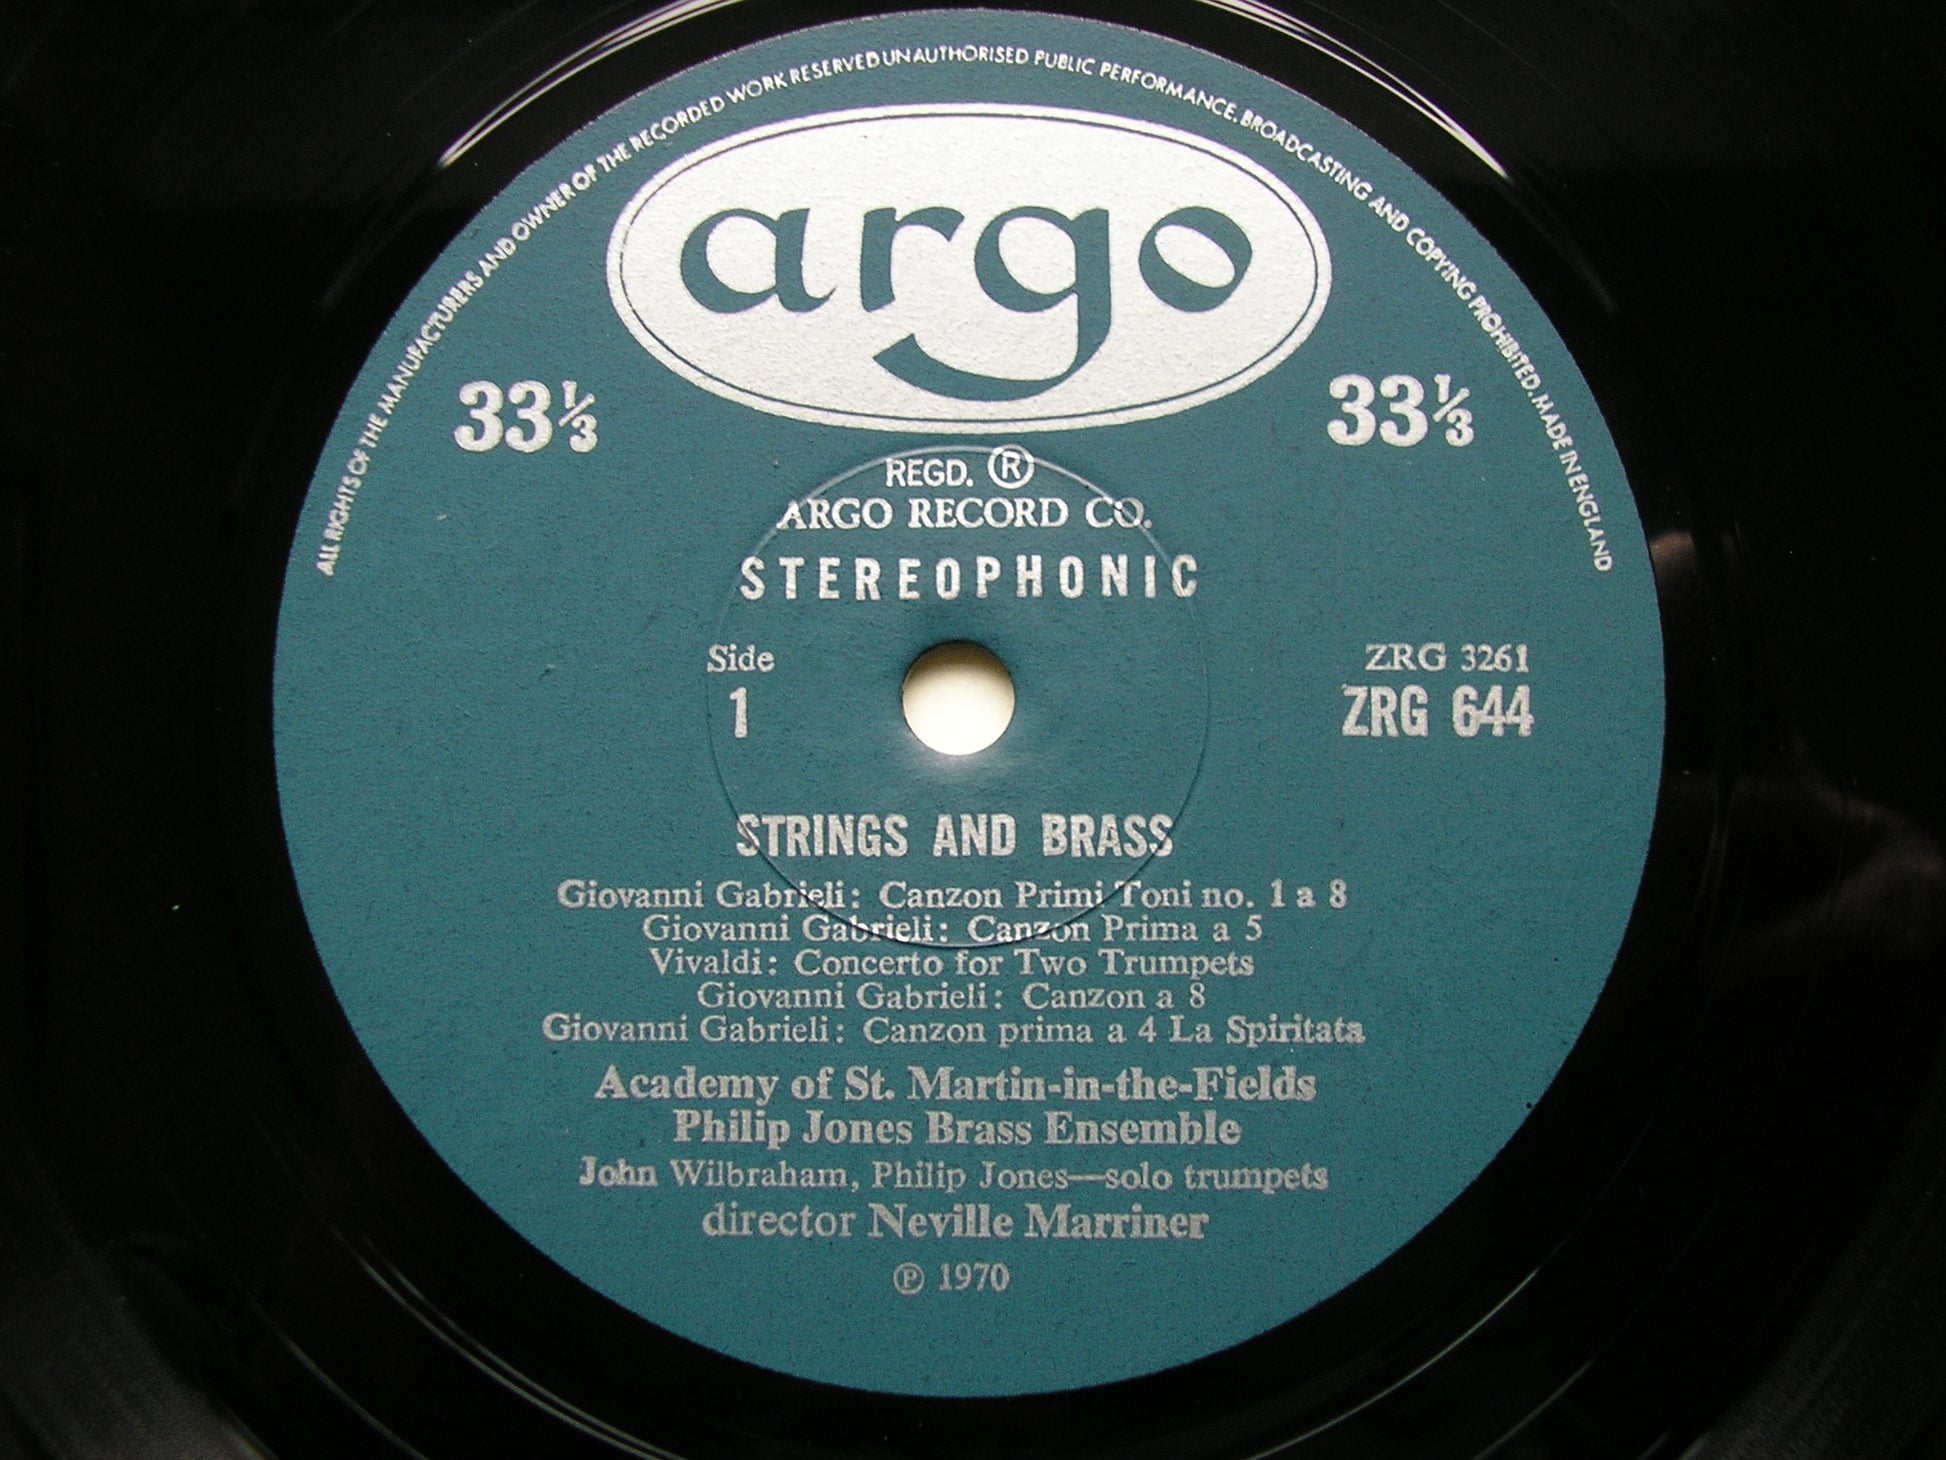 ALL RIGHTS OF THE MANUFACTURERS AND OWNER OF THE RECORDED WORK RESERVED UNAUTHORISED PUBLIC PERFORMANCE, BROADCASTING AND COPYING PROHIBITED. MADE IN ENGLAND
argo
33⅓ 33⅓
REGD. ®
ARGO RECORD CO.
STEREOPHONIC
Side
1
ZRG 3261
ZRG 644
STRINGS AND BRASS
Giovanni Gabrieli: Canzon Primi Toni no. 1 a 8
Giovanni Gabrieli: Canzon Prima a 5
Vivaldi: Concerto for Two Trumpets
Giovanni Gabrieli: Canzon a 8
Giovanni Gabrieli: Canzon prima a 4 La Spiritata
Academy of St. Martin-in-the-Fields
Philip Jones Brass Ensemble
John Wilbraham, Philip Jones—solo trumpets
director Neville Marriner
℗ 1970